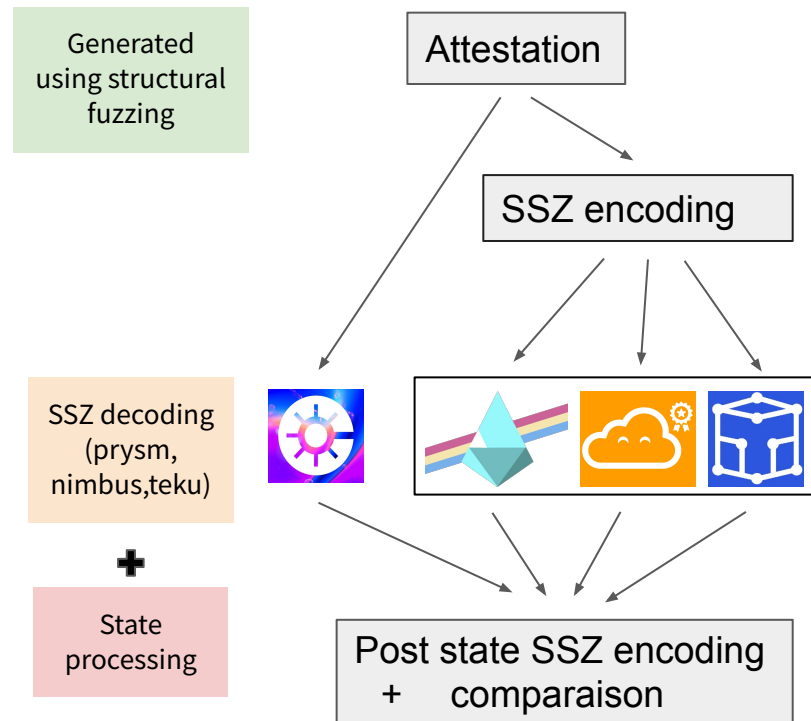 Generated
using structural
fuzzing
Attestation
SSZ encoding
SSZ decoding
(prysm,
nimbus,teku)
State
processing
Post state SSZ encoding
+ comparaison